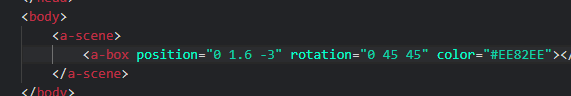 <body>
<a-scene>
<a-box position="0 1.6 -3" rotation="0 45 45" color="#EE82EE"></
</a-scene>
</body>